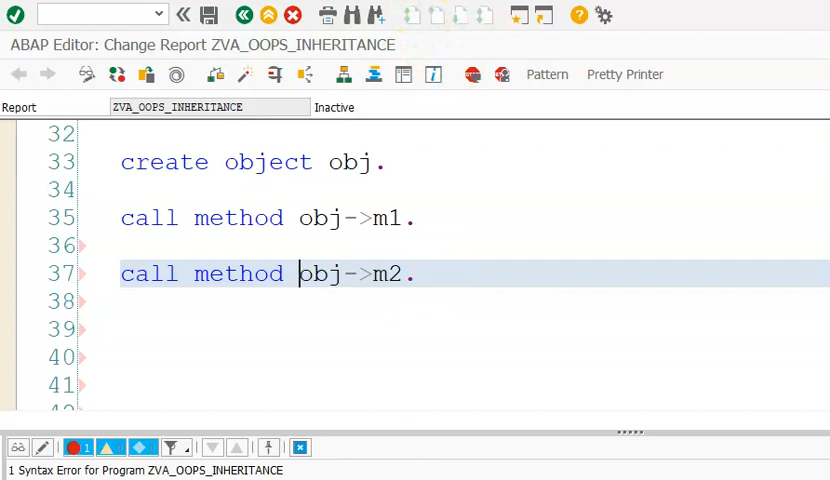 ABAP Editor: Change Report ZVA_OOPS_INHERITANCE
Pattern Pretty Printer
Report ZVA_OOPS_INHERITANCE Inactive
32
33 create object obj.
34
35 call method obj->m1.
36
37 call method obj->m2.
38
39
40
41
1
1 Syntax Error for Program ZVA_OOPS_INHERITANCE